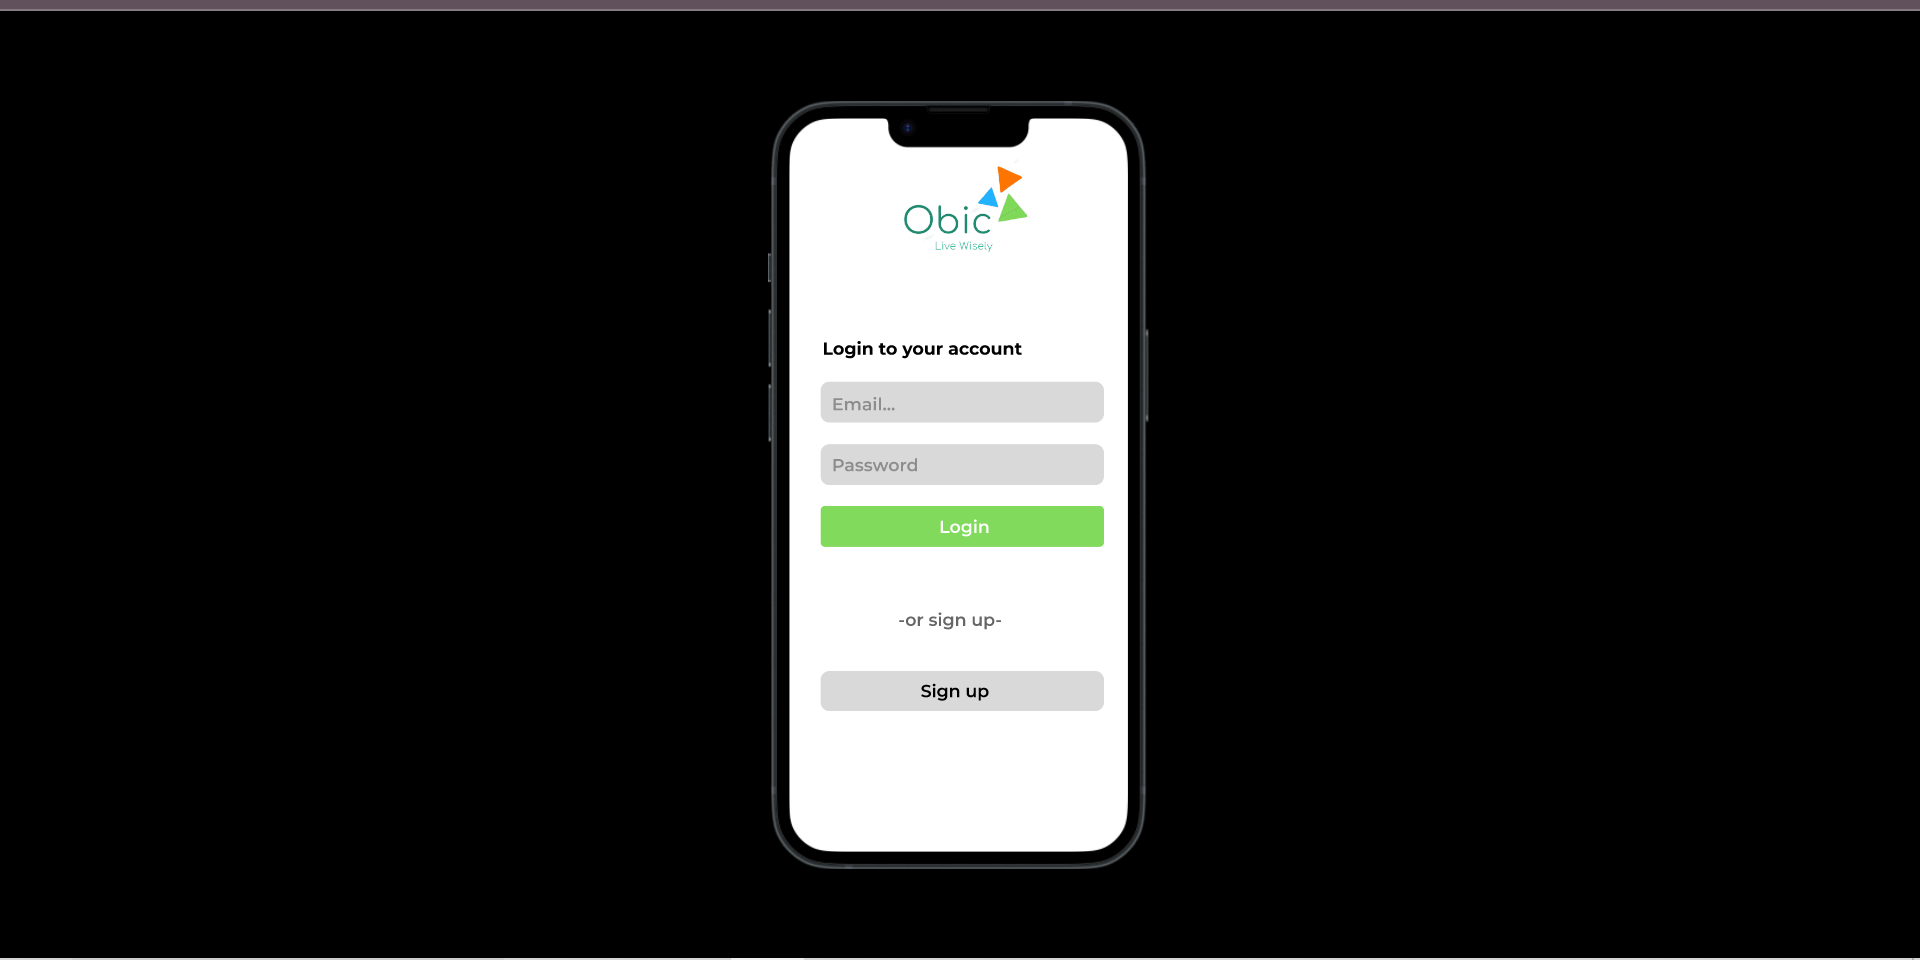 Obic
Live Wisely
Login to your account
Email...
Password
Login
-or sign up-
Sign up